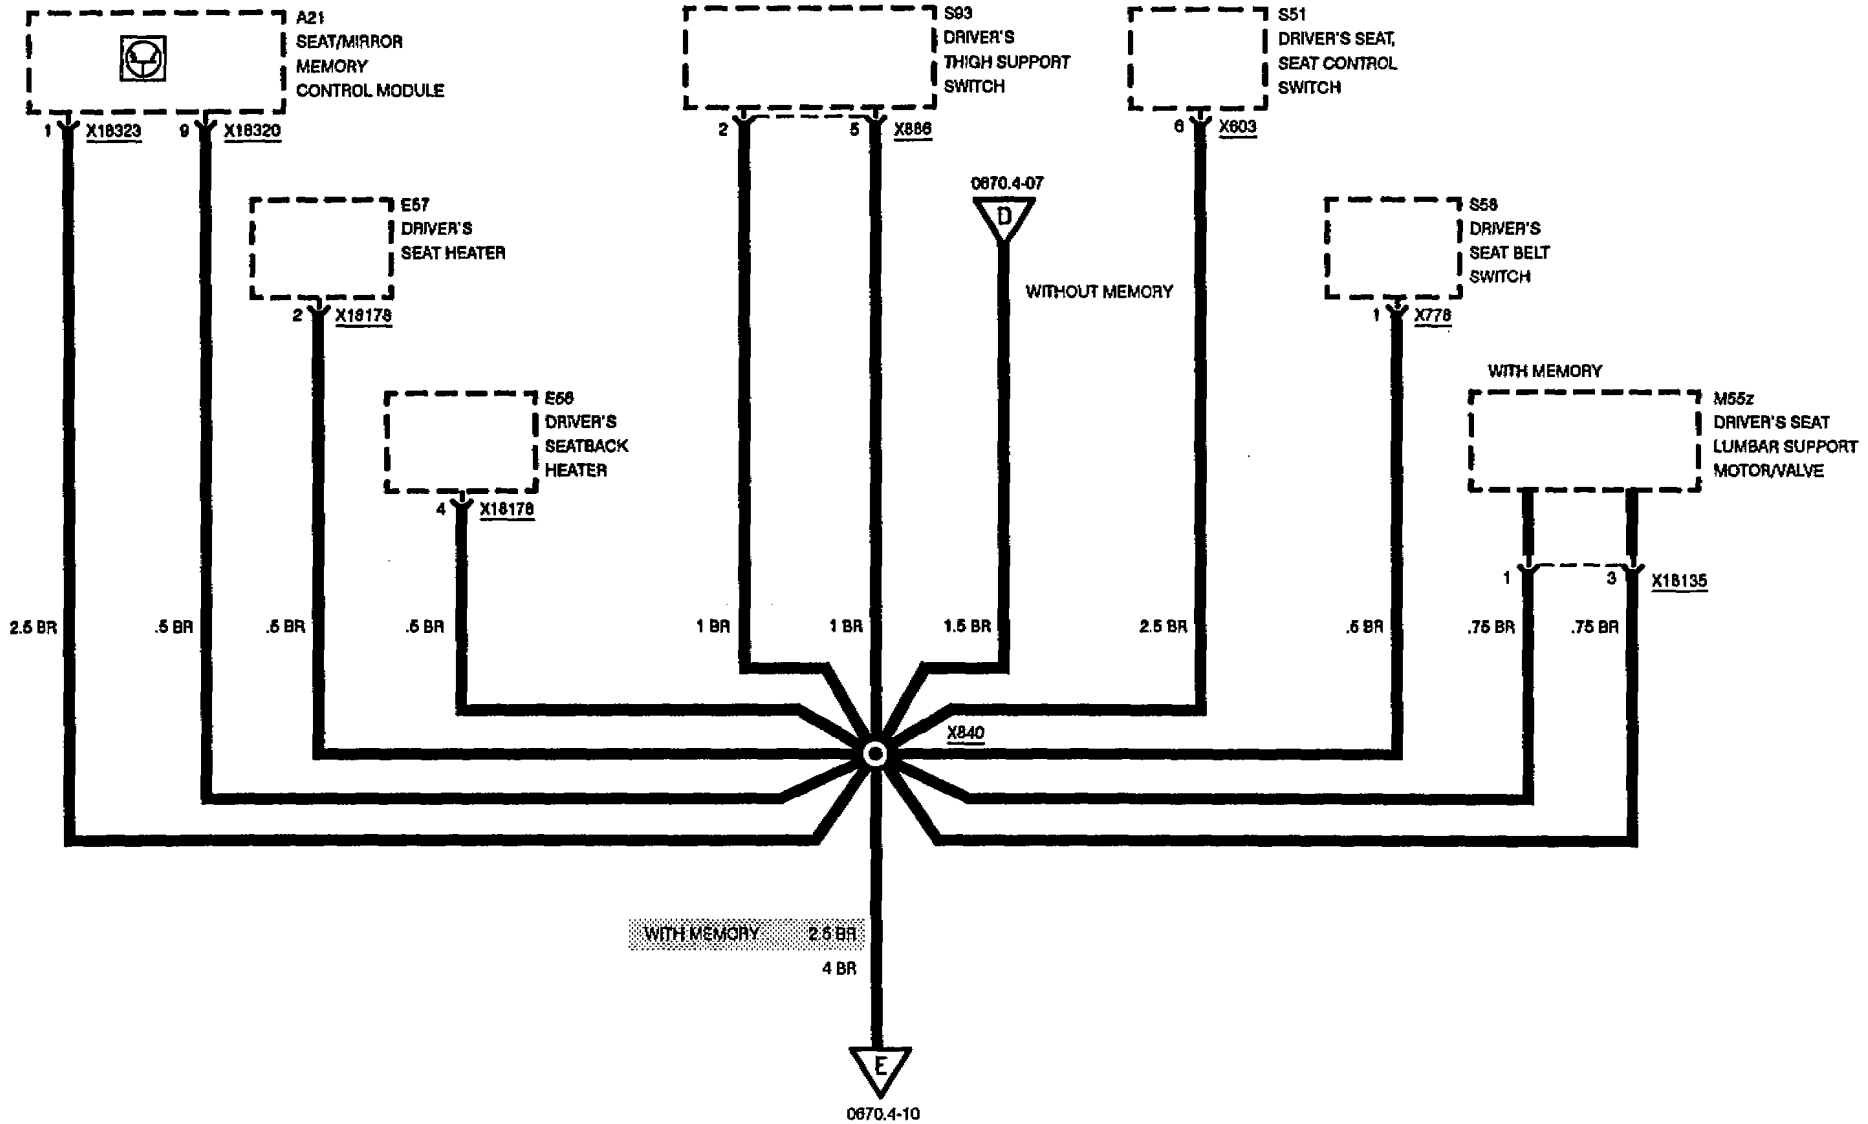 A21
SEAT/MIRROR
MEMORY
CONTROL MODULE
1 X18323
9 X18320
S93
DRIVER'S
THIGH SUPPORT
SWITCH
2
5 X886
S51
DRIVER'S SEAT,
SEAT CONTROL
SWITCH
6 X603
0670.4-07
D
WITHOUT MEMORY
E57
DRIVER'S
SEAT HEATER
2 X18178
S58
DRIVER'S
SEAT BELT
SWITCH
1 X778
E56
DRIVER'S
SEATBACK
HEATER
4 X18178
WITH MEMORY
M55z
DRIVER'S SEAT
LUMBAR SUPPORT
MOTOR/VALVE
1
3 X18135
2.5 BR
.5 BR
.5 BR
.5 BR
1 BR
1 BR
1.5 BR
2.5 BR
.5 BR
.75 BR
.75 BR
X840
WITH MEMORY 2.5 BR
4 BR
E
0670.4-10